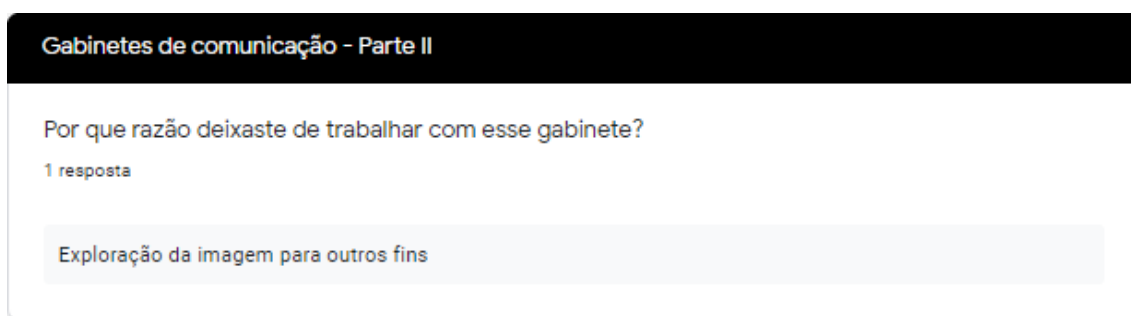 Gabinetes de comunicação - Parte II
Por que razão deixaste de trabalhar com esse gabinete?
1 resposta
Exploração da imagem para outros fins